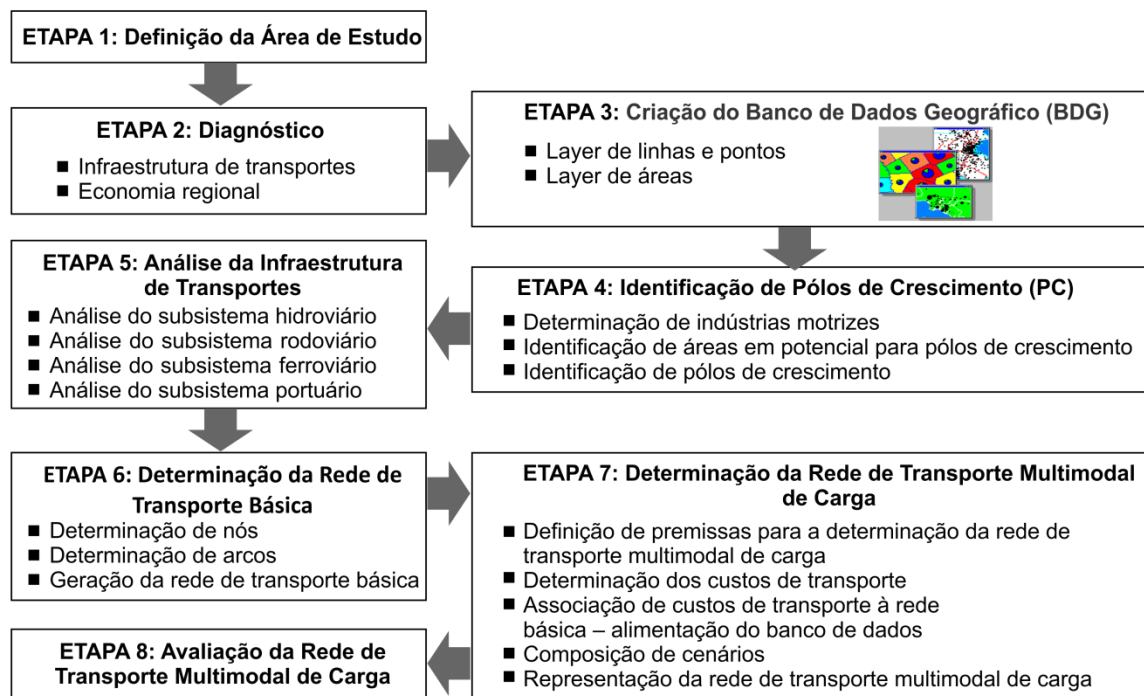 ETAPA 1: Definição da Área de Estudo
ETAPA 2: Diagnóstico
■ Infraestrutura de transportes
■ Economia regional
ETAPA 3: Criação do Banco de Dados Geográfico (BDG)
■ Layer de linhas e pontos
■ Layer de áreas
ETAPA 4: Identificação de Pólos de Crescimento (PC)
■ Determinação de indústrias motrizes
■ Identificação de áreas em potencial para pólos de crescimento
■ Identificação de pólos de crescimento
ETAPA 5: Análise da Infraestrutura
de Transportes
■ Análise do subsistema hidroviário
■ Análise do subsistema rodoviário
■ Análise do subsistema ferroviário
■ Análise do subsistema portuário
ETAPA 6: Determinação da Rede de
Transporte Básica
■ Determinação de nós
■ Determinação de arcos
■ Geração da rede de transporte básica
ETAPA 7: Determinação da Rede de Transporte Multimodal
de Carga
■ Definição de premissas para a determinação da rede de
transporte multimodal de carga
■ Determinação dos custos de transporte
■ Associação de custos de transporte à rede
básica – alimentação do banco de dados
■ Composição de cenários
■ Representação da rede de transporte multimodal de carga
ETAPA 8: Avaliação da Rede de
Transporte Multimodal de Carga